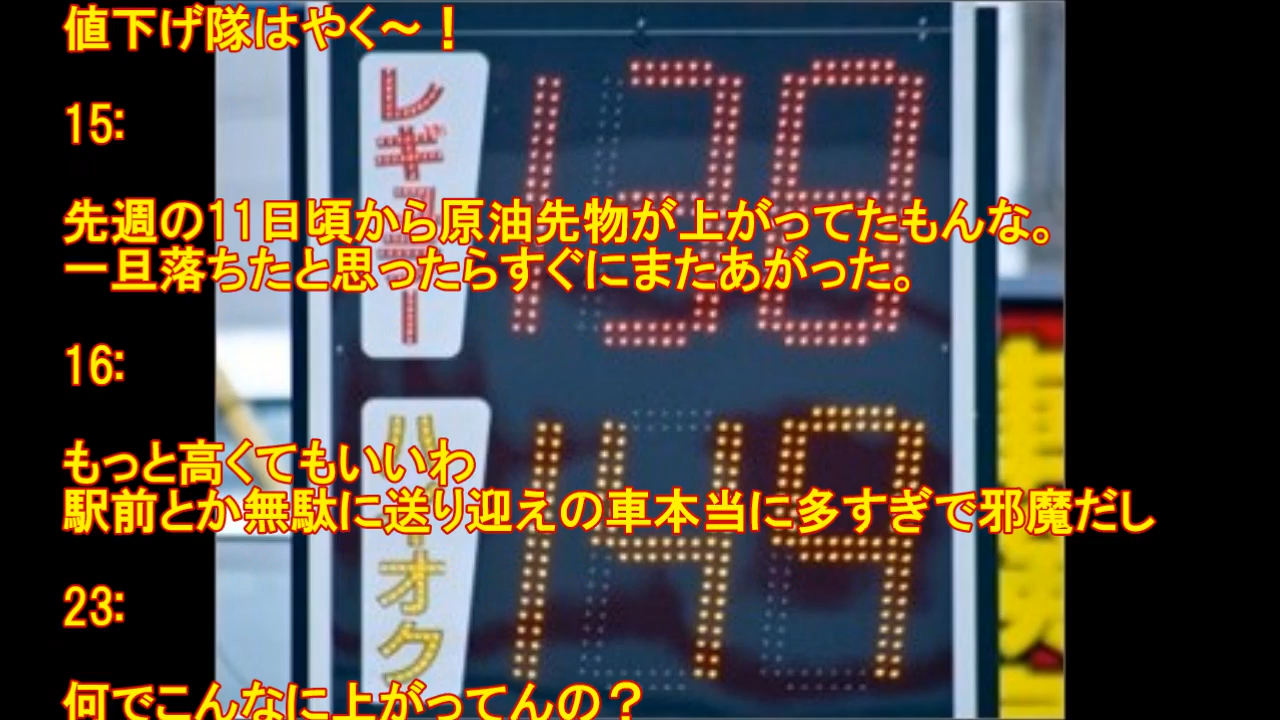 値下げ隊はやく～！
15:
先週の11日頃から原油先物が上がってたもんな。
一旦落ちたと思ったらすぐにまたあがった。
16:
もっと高くてもいいわ
駅前とか無駄に送り迎えの車本当に多すぎで邪魔だし
23:
何でこんなに上がってんの？
レギュラー
138
ハイオク
149